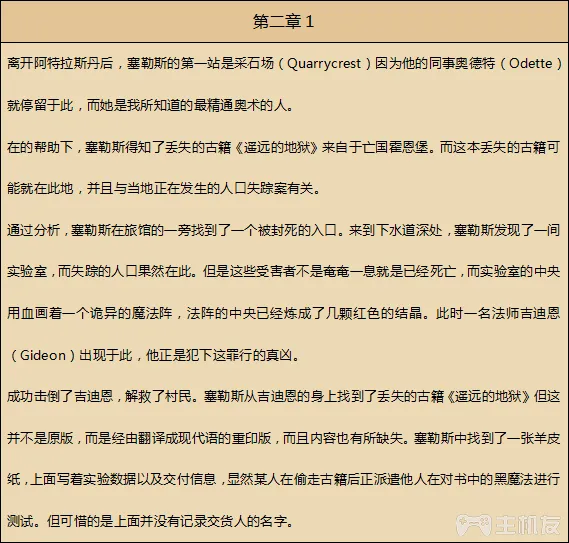 第二章 1
离开阿特拉斯丹后，塞勒斯的第一站是采石场（Quarrycrest）因为他的同事奥德特（Odette）
就停留于此，而她是我所知道的最精通奥术的人。
在的帮助下，塞勒斯得知了丢失的古籍《遥远的地狱》来自于亡国霍恩堡。而这本丢失的古籍可
能就在此地，并且与当地正在发生的人口失踪案有关。
通过分析，塞勒斯在旅馆的一旁找到了一个被封死的入口。来到下水道深处，塞勒斯发现了一间
实验室，而失踪的人口果然在此。但是这些受害者不是奄奄一息就是已经死亡，而实验室的中央
用血画着一个诡异的魔法阵，法阵的中央已经炼成了几颗红色的结晶。此时一名法师吉迪恩
（Gideon）出现于此，他正是犯下这罪行的真凶。
成功击倒了吉迪恩，解救了村民。塞勒斯从吉迪恩的身上找到了丢失的古籍《遥远的地狱》但这
并不是原版，而是经由翻译成现代语的重印版，而且内容也有所缺失。塞勒斯中找到了一张羊皮
纸，上面写着实验数据以及交付信息，显然某人在偷走古籍后正派遣他人在对书中的黑魔法进行
测试。但可惜的是上面并没有记录交货人的名字。
主机友